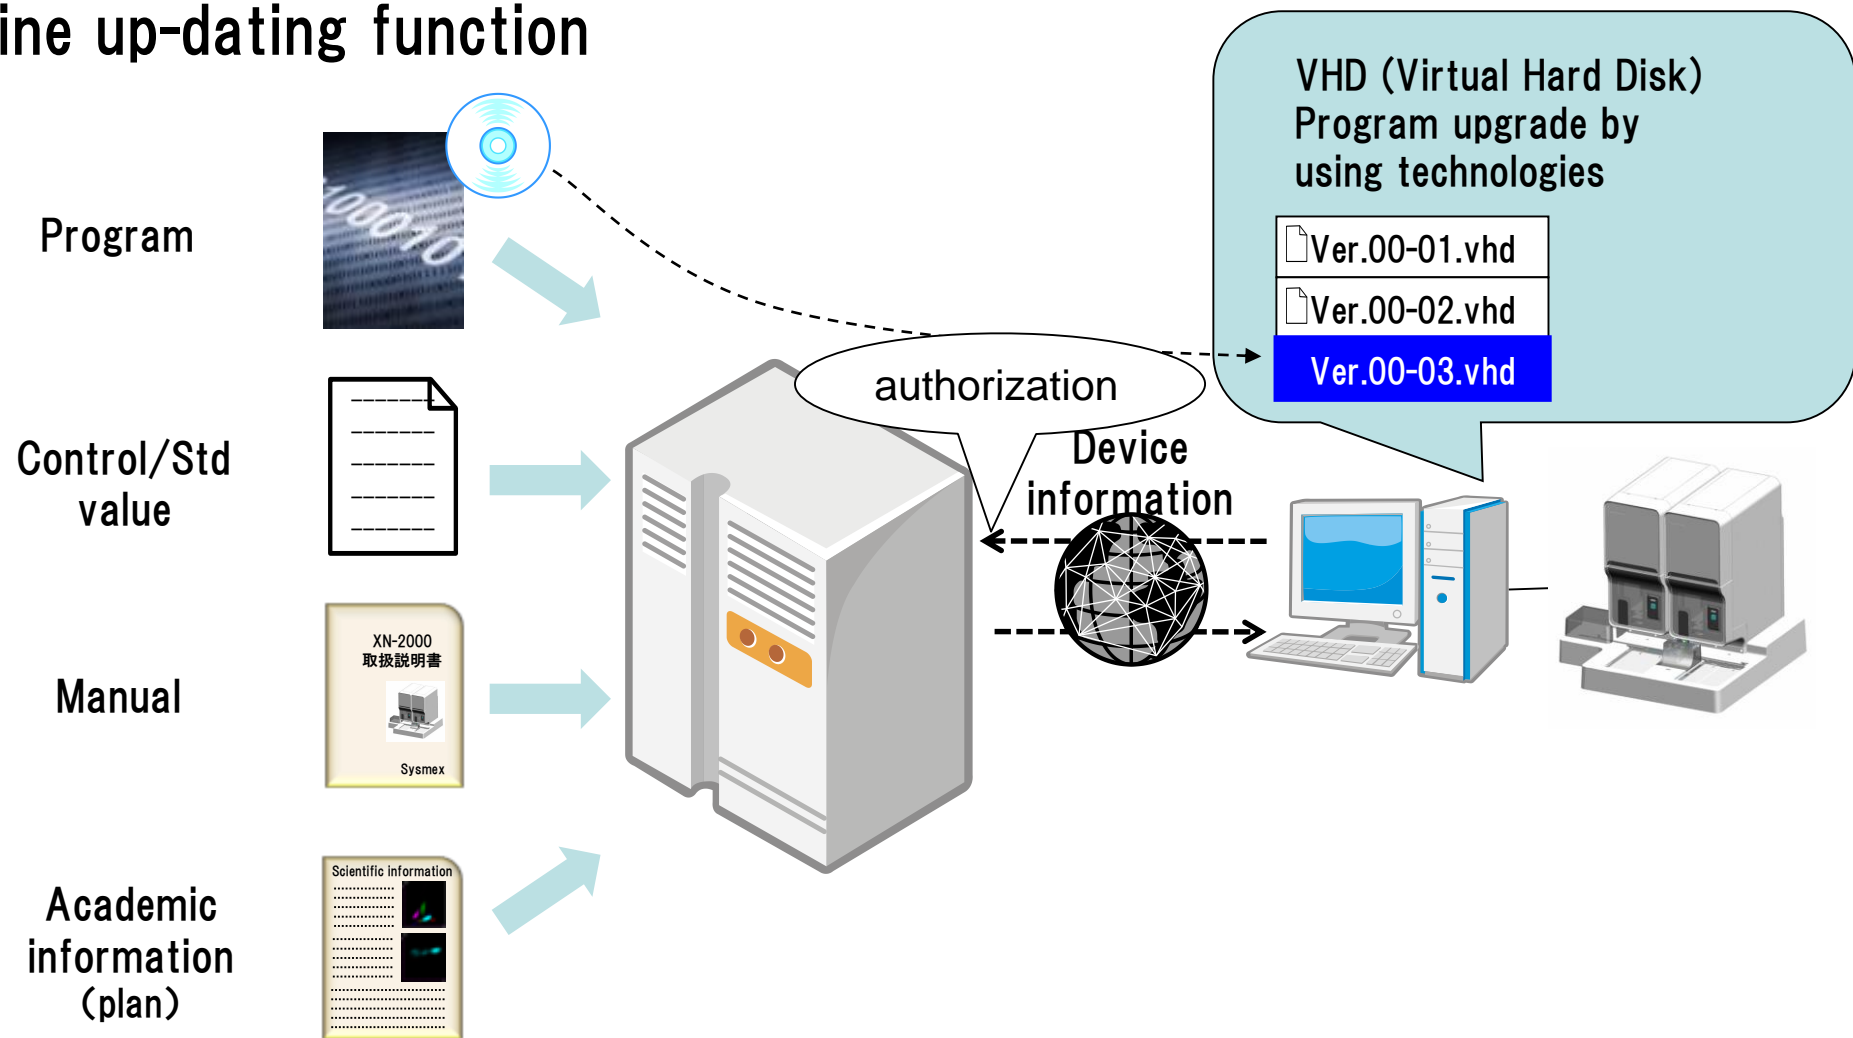 ine up-dating function
VHD (Virtual Hard Disk)
Program upgrade by
using technologies
Ver.00-01.vhd
Ver.00-02.vhd
Ver.00-03.vhd
Program
authorization
Device
information
Control/Std
value
Manual
XN-2000
取扱説明書
Sysmex
Academic
information
(plan)
Scientific information